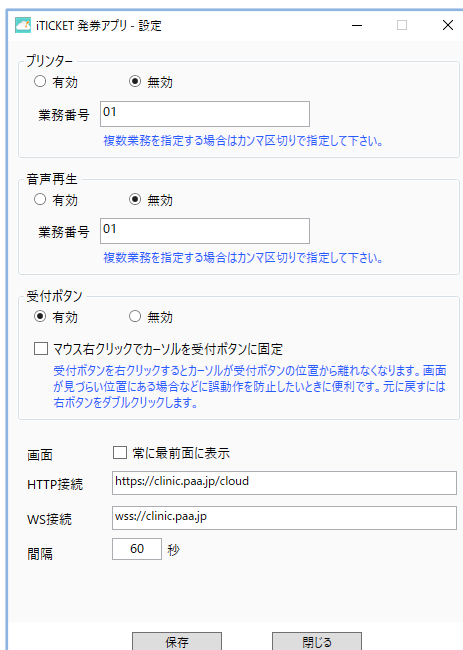 iTICKET 発券アプリ - 設定
プリンター
有効 無効
業務番号 01
複数業務を指定する場合はカンマ区切りで指定して下さい。
音声再生
有効 無効
業務番号 01
複数業務を指定する場合はカンマ区切りで指定して下さい。
受付ボタン
有効 無効
マウス右クリックでカーソルを受付ボタンに固定
受付ボタンを右クリックするとカーソルが受付ボタンの位置から離れなくなります。画面
が見づらい位置にある場合などに誤動作を防止したいときに便利です。元に戻すには
右ボタンをダブルクリックします。
画面 常に最前面に表示
HTTP接続 https://clinic.paa.jp/cloud
WS接続 wss://clinic.paa.jp
間隔 60 秒
保存 閉じる